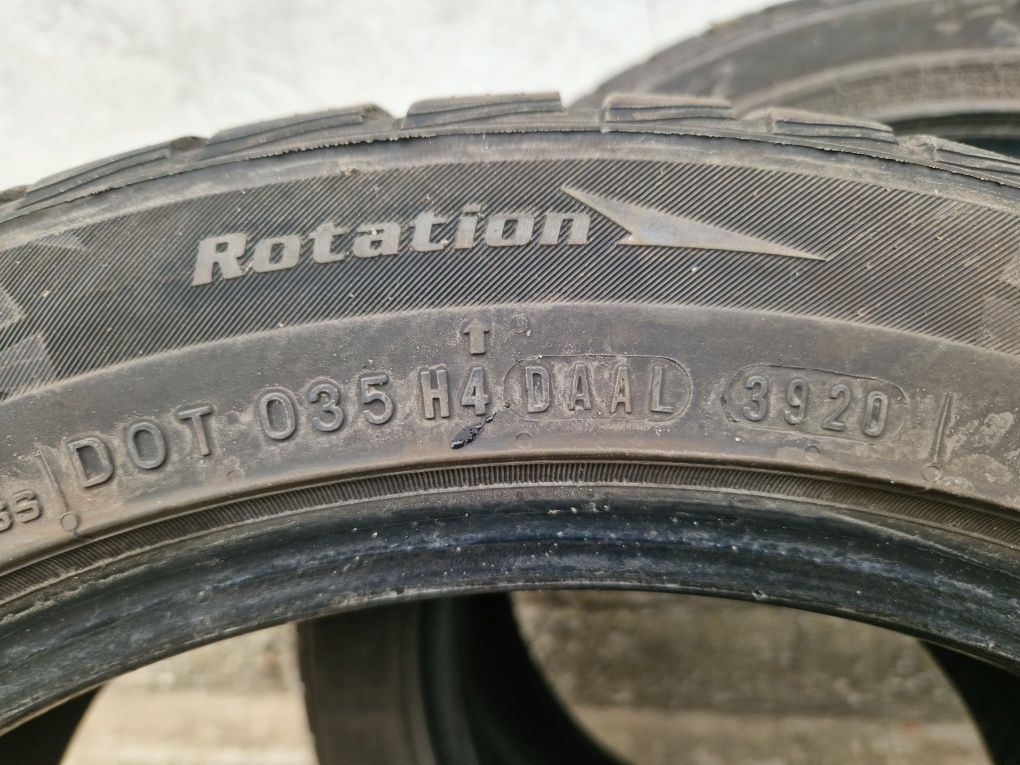 Rotation
DOT 035 H4 DAAL 3920